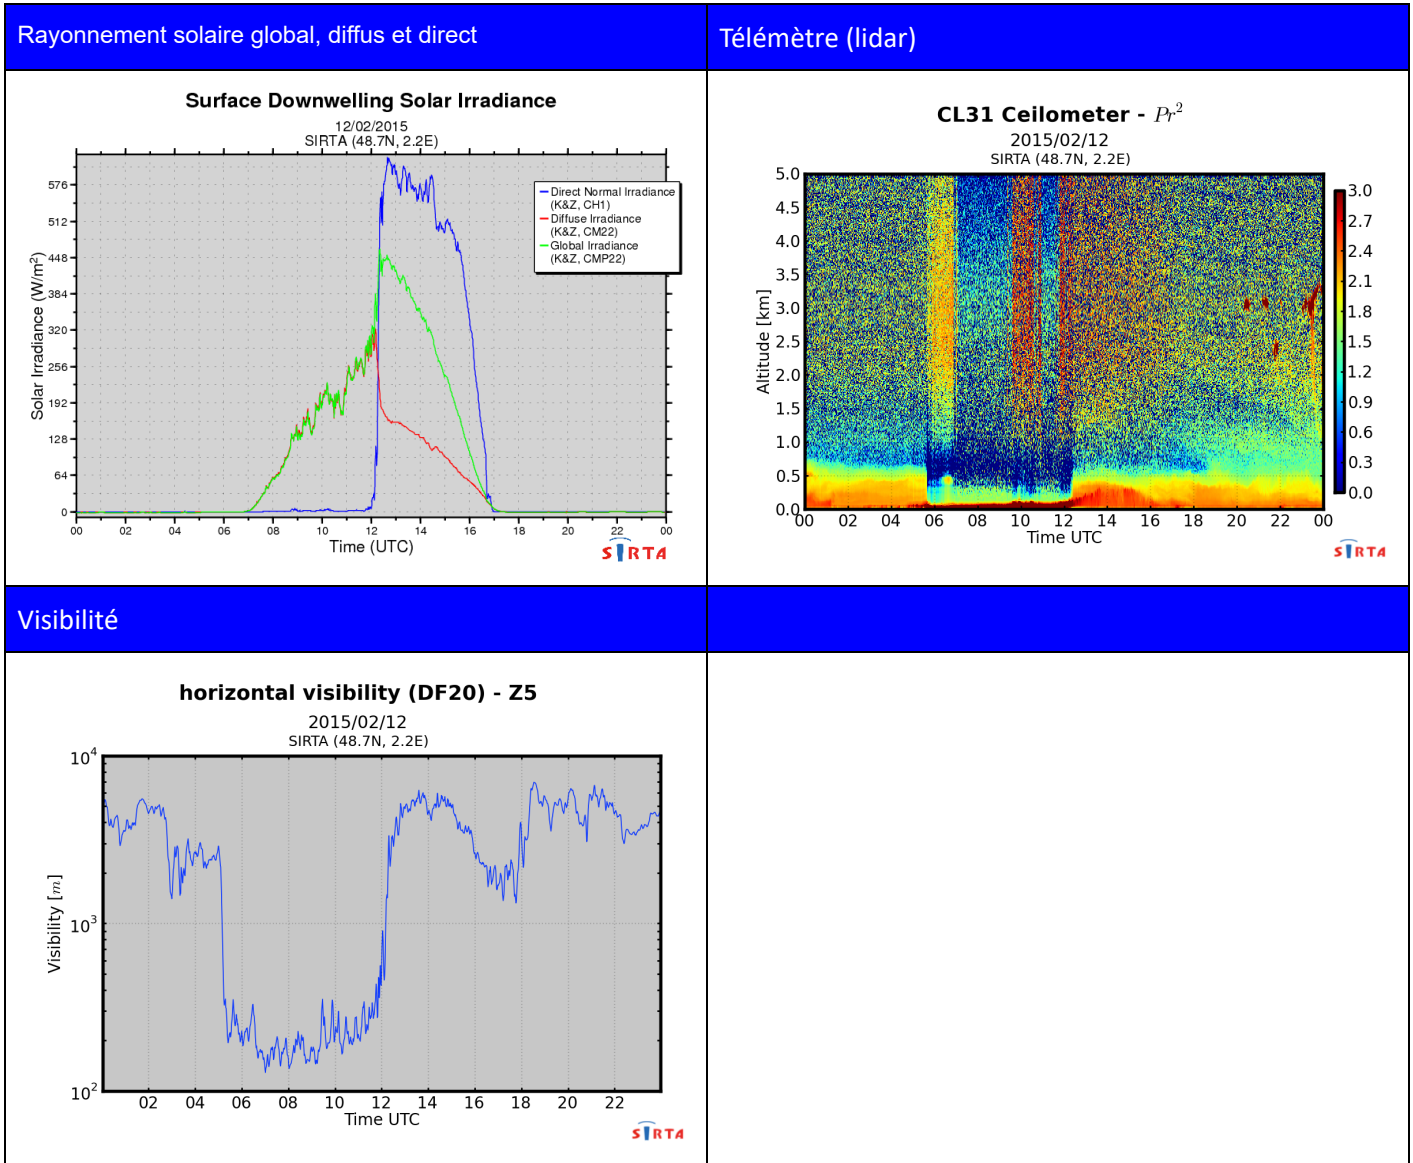 Rayonnement solaire global, diffus et direct
Télémètre (lidar)
Surface Downwelling Solar Irradiance
12/02/2015
SIRTA (48.7N, 2.2E)
Solar Irradiance (W/m²)
576
512
448
384
320
256
192
128
64
0
Direct Normal Irradiance
(K&Z, CH1)
Diffuse Irradiance
(K&Z, CM22)
Global Irradiance
(K&Z, CMP22)
00 02 04 06 08 10 12 14 16 18 20 22 00
Time (UTC)
SIRTA
CL31 Ceilometer - Pr²
2015/02/12
SIRTA (48.7N, 2.2E)
Altitude [km]
5.0
4.5
4.0
3.5
3.0
2.5
2.0
1.5
1.0
0.5
0.0
00 02 04 06 08 10 12 14 16 18 20 22 00
Time UTC
3.0
2.7
2.4
2.1
1.8
1.5
1.2
0.9
0.6
0.3
0.0
SIRTA
Visibilité
horizontal visibility (DF20) - Z5
2015/02/12
SIRTA (48.7N, 2.2E)
Visibility [m]
10⁴
10³
10²
02 04 06 08 10 12 14 16 18 20 22
Time UTC
SIRTA